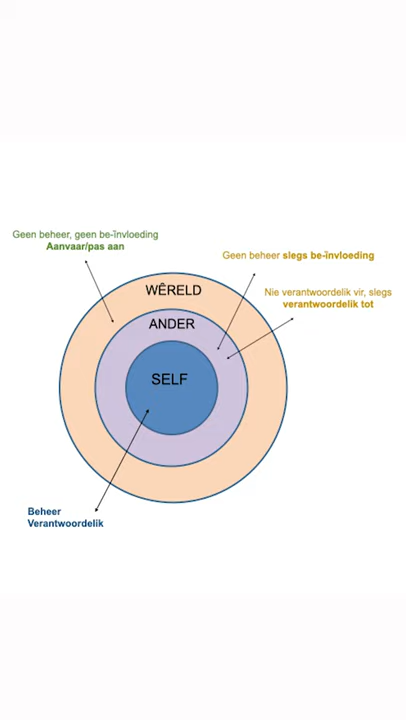 Geen beheer, geen be-ïnvloeding
Aanvaar/pas aan
Geen beheer slegs be-ïnvloeding
Nie verantwoordelik vir, slegs
verantwoordelik tot
WÊRELD
ANDER
SELF
Beheer
Verantwoordelik